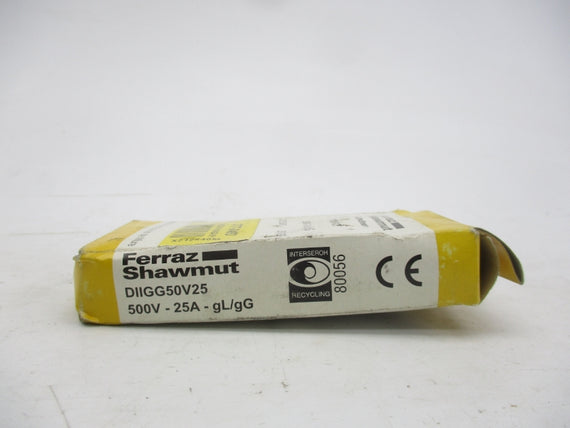 Ferraz
Shawmut
DIIGG50V25
500V - 25A - gL/gG
INTERSEROH
RECYCLING
80056
CE